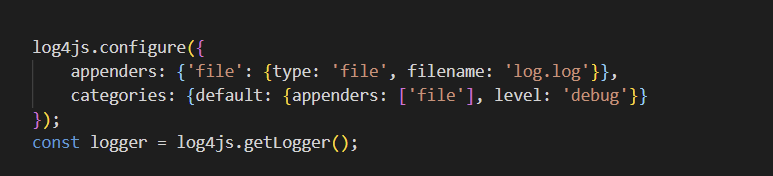 log4js.configure({
    appenders: {'file': {type: 'file', filename: 'log.log'}},
    categories: {default: {appenders: ['file'], level: 'debug'}}
});
const logger = log4js.getLogger();